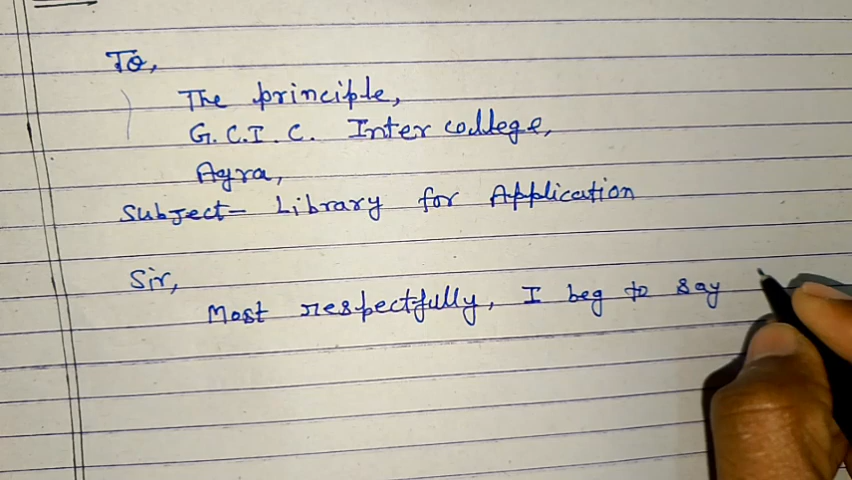 To,
The principle,
G.C.I.C. Inter college,
Agra,
Subject- Library for Application
Sir,
Most respectfully, I beg to say